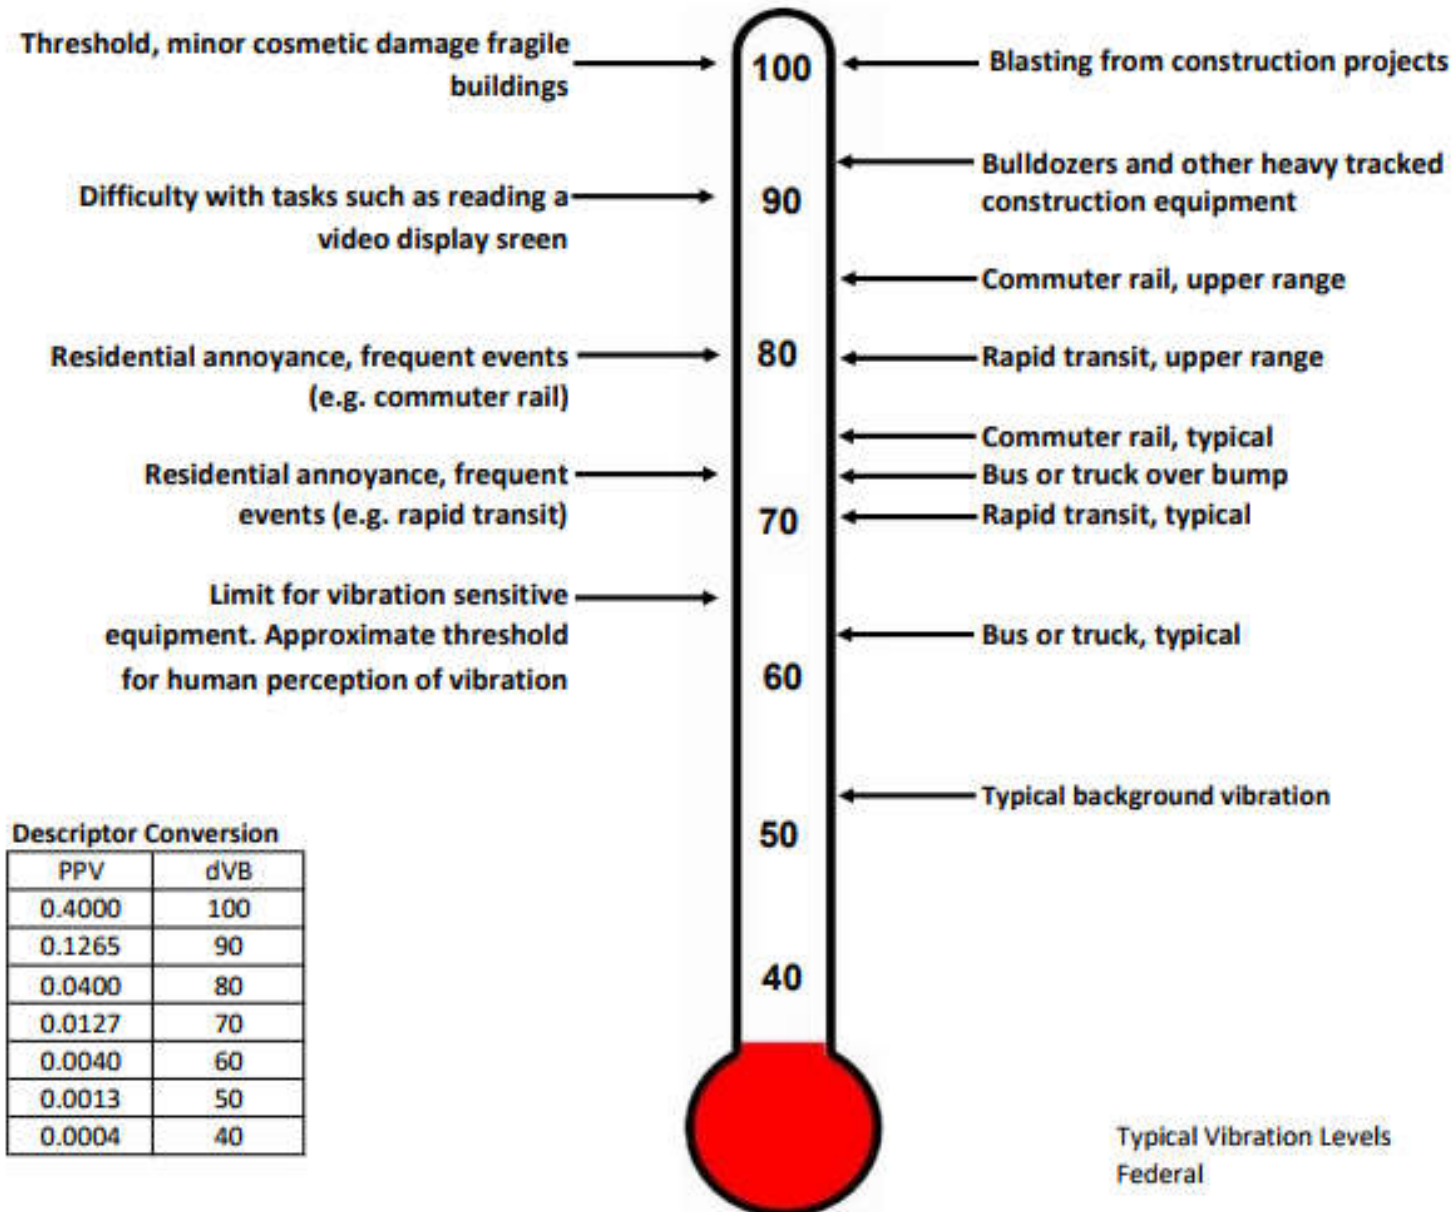 Threshold, minor cosmetic damage fragile
buildings
Difficulty with tasks such as reading a
video display sreen
Residential annoyance, frequent events
(e.g. commuter rail)
Residential annoyance, frequent
events (e.g. rapid transit)
Limit for vibration sensitive
equipment. Approximate threshold
for human perception of vibration
100
90
80
70
60
50
40
Blasting from construction projects
Bulldozers and other heavy tracked
construction equipment
Commuter rail, upper range
Rapid transit, upper range
Commuter rail, typical
Bus or truck over bump
Rapid transit, typical
Bus or truck, typical
Typical background vibration
Descriptor Conversion
PPV dVB
0.4000 100
0.1265 90
0.0400 80
0.0127 70
0.0040 60
0.0013 50
0.0004 40
Typical Vibration Levels
Federal